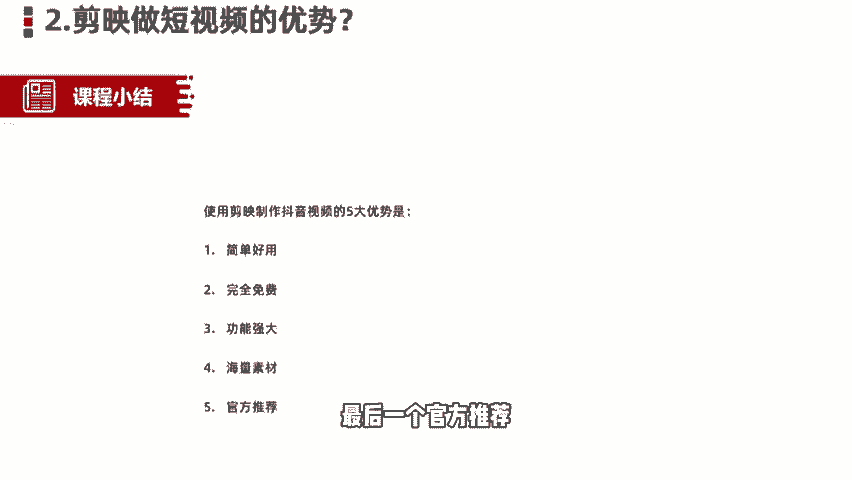 2.剪映做短视频的优势？
课程小结
使用剪映制作抖音视频的5大优势是：
1. 简单好用
2. 完全免费
3. 功能强大
4. 海量素材
5. 官方推荐
最后一个官方推荐